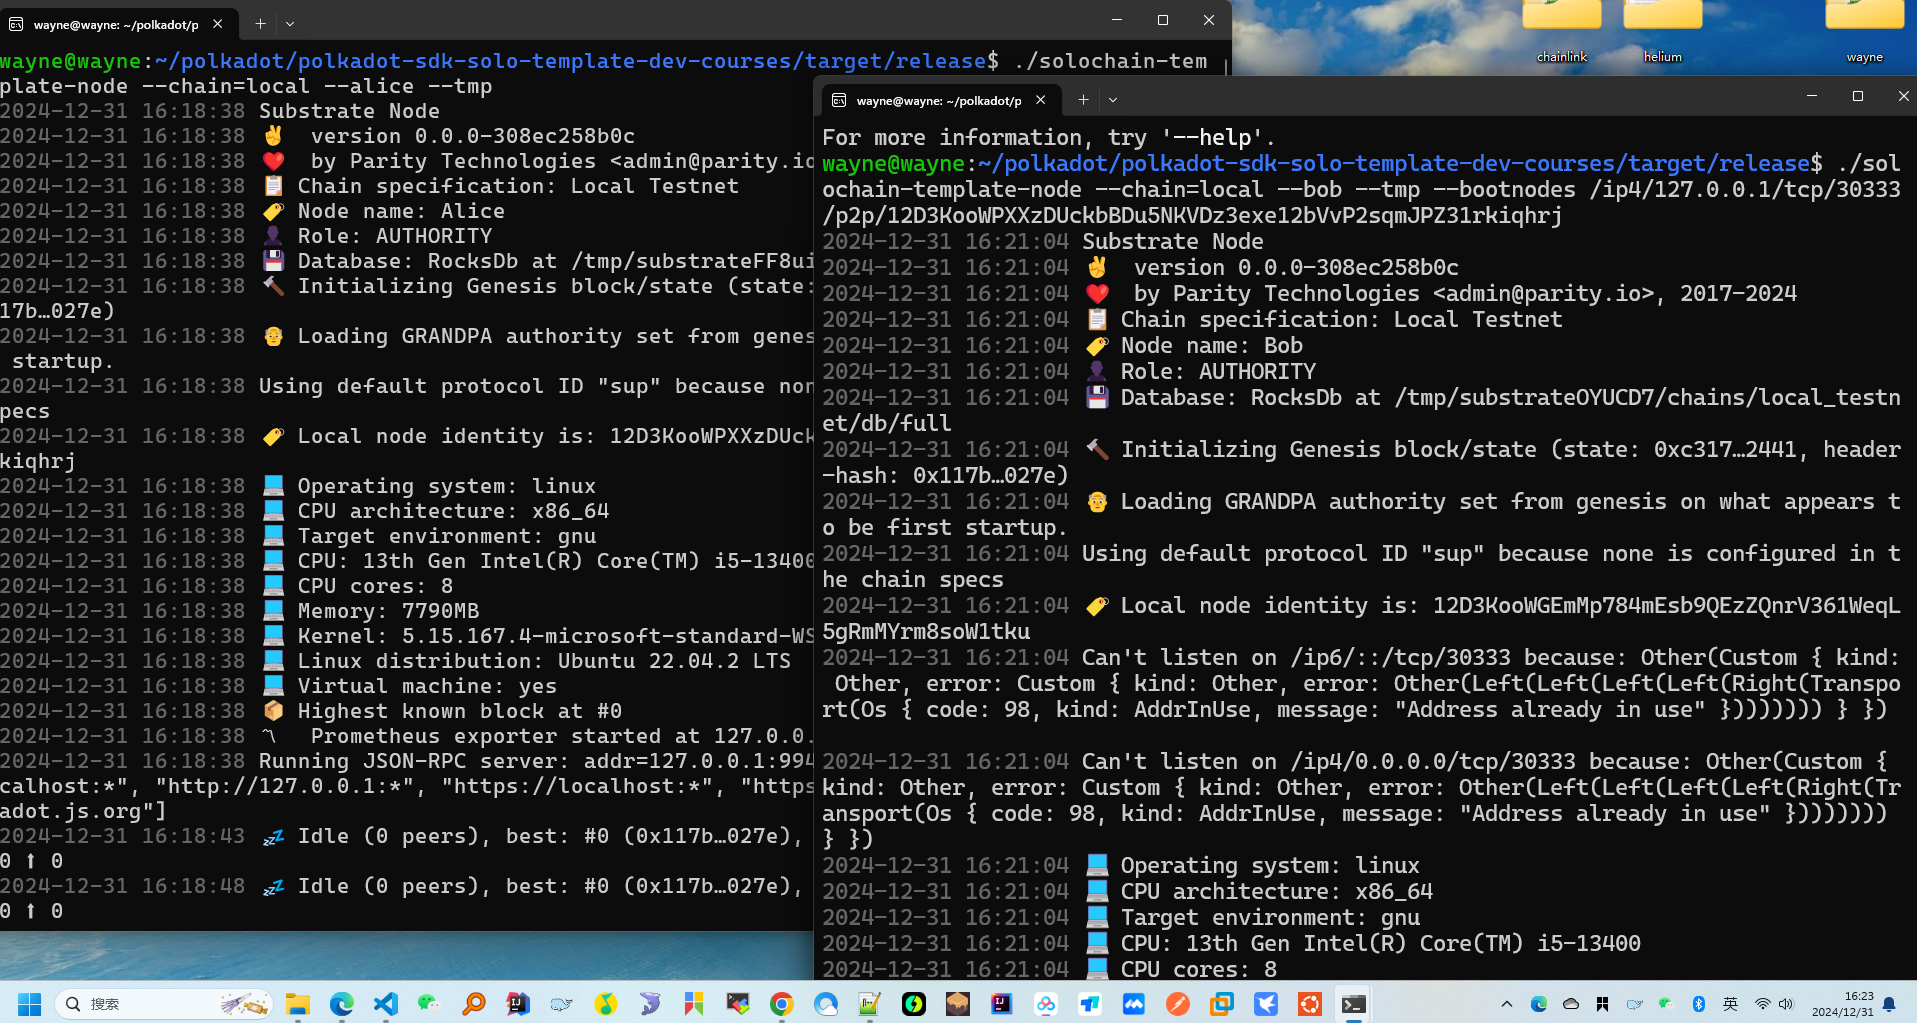 wayne@wayne: ~/polkadot/p
wayne@wayne:~/polkadot/polkadot-sdk-solo-template-dev-courses/target/release$ ./solochain-tem
plate-node --chain=local --alice --tmp
2024-12-31 16:18:38 Substrate Node
2024-12-31 16:18:38 ✌️ version 0.0.0-308ec258b0c
2024-12-31 16:18:38 ❤️ by Parity Technologies <admin@parity.io
2024-12-31 16:18:38 📋 Chain specification: Local Testnet
2024-12-31 16:18:38 🏷 Node name: Alice
2024-12-31 16:18:38 👤 Role: AUTHORITY
2024-12-31 16:18:38 💾 Database: RocksDb at /tmp/substrateFF8ui
2024-12-31 16:18:38 🔨 Initializing Genesis block/state (state:
17b…027e)
2024-12-31 16:18:38 👴 Loading GRANDPA authority set from genes
startup.
2024-12-31 16:18:38 Using default protocol ID "sup" because non
pecs
2024-12-31 16:18:38 🏷 Local node identity is: 12D3KooWPXXzDUck
kiqhrj
2024-12-31 16:18:38 💻 Operating system: linux
2024-12-31 16:18:38 💻 CPU architecture: x86_64
2024-12-31 16:18:38 💻 Target environment: gnu
2024-12-31 16:18:38 💻 CPU: 13th Gen Intel(R) Core(TM) i5-13400
2024-12-31 16:18:38 💻 CPU cores: 8
2024-12-31 16:18:38 💻 Memory: 7790MB
2024-12-31 16:18:38 💻 Kernel: 5.15.167.4-microsoft-standard-WS
2024-12-31 16:18:38 💻 Linux distribution: Ubuntu 22.04.2 LTS
2024-12-31 16:18:38 💻 Virtual machine: yes
2024-12-31 16:18:38 📦 Highest known block at #0
2024-12-31 16:18:38 〽 Prometheus exporter started at 127.0.0.
2024-12-31 16:18:38 Running JSON-RPC server: addr=127.0.0.1:994
calhost:*", "http://127.0.0.1:*", "https://localhost:*", "https
adot.js.org"]
2024-12-31 16:18:43 💤 Idle (0 peers), best: #0 (0x117b…027e),
0 ⬆ 0
2024-12-31 16:18:48 💤 Idle (0 peers), best: #0 (0x117b…027e),
0 ⬆ 0
chainlink
helium
wayne
wayne@wayne: ~/polkadot/p
For more information, try '--help'.
wayne@wayne:~/polkadot/polkadot-sdk-solo-template-dev-courses/target/release$ ./sol
ochain-template-node --chain=local --bob --tmp --bootnodes /ip4/127.0.0.1/tcp/30333
/p2p/12D3KooWPXXzDUckbBDu5NKVDz3exe12bVvP2sqmJPZ31rkiqhrj
2024-12-31 16:21:04 Substrate Node
2024-12-31 16:21:04 ✌️ version 0.0.0-308ec258b0c
2024-12-31 16:21:04 ❤️ by Parity Technologies <admin@parity.io>, 2017-2024
2024-12-31 16:21:04 📋 Chain specification: Local Testnet
2024-12-31 16:21:04 🏷 Node name: Bob
2024-12-31 16:21:04 👤 Role: AUTHORITY
2024-12-31 16:21:04 💾 Database: RocksDb at /tmp/substrateOYUCD7/chains/local_testn
et/db/full
2024-12-31 16:21:04 🔨 Initializing Genesis block/state (state: 0xc317…2441, header
-hash: 0x117b…027e)
2024-12-31 16:21:04 👴 Loading GRANDPA authority set from genesis on what appears t
o be first startup.
2024-12-31 16:21:04 Using default protocol ID "sup" because none is configured in t
he chain specs
2024-12-31 16:21:04 🏷 Local node identity is: 12D3KooWGEmMp784mEsb9QEzZQnrV361WeqL
5gRmMYrm8soW1tku
2024-12-31 16:21:04 Can't listen on /ip6/::/tcp/30333 because: Other(Custom { kind:
Other, error: Custom { kind: Other, error: Other(Left(Left(Left(Left(Right(Transpo
rt(Os { code: 98, kind: AddrInUse, message: "Address already in use" }))))))) } })
2024-12-31 16:21:04 Can't listen on /ip4/0.0.0.0/tcp/30333 because: Other(Custom {
kind: Other, error: Custom { kind: Other, error: Other(Left(Left(Left(Left(Right(Tr
ansport(Os { code: 98, kind: AddrInUse, message: "Address already in use" })))))))
} })
2024-12-31 16:21:04 💻 Operating system: linux
2024-12-31 16:21:04 💻 CPU architecture: x86_64
2024-12-31 16:21:04 💻 Target environment: gnu
2024-12-31 16:21:04 💻 CPU: 13th Gen Intel(R) Core(TM) i5-13400
2024-12-31 16:21:04 💻 CPU cores: 8
搜索
英
16:23
2024/12/31